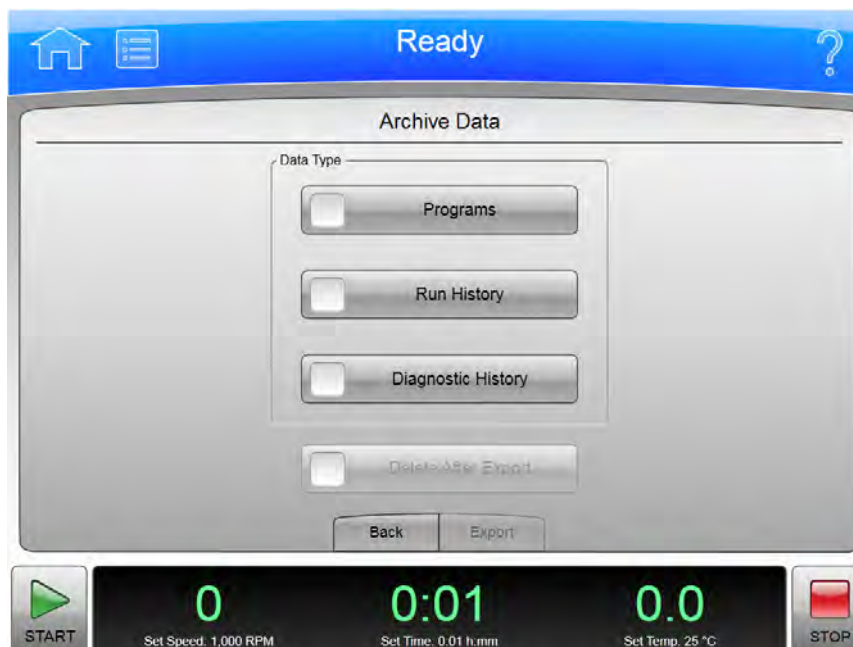 Ready
Archive Data
Data Type
Programs
Run History
Diagnostic History
Delete After Export
Back Export
0 0:01 0.0
START Set Speed. 1,000 RPM Set Time. 0.01 h:mm Set Temp. 25 °C STOP